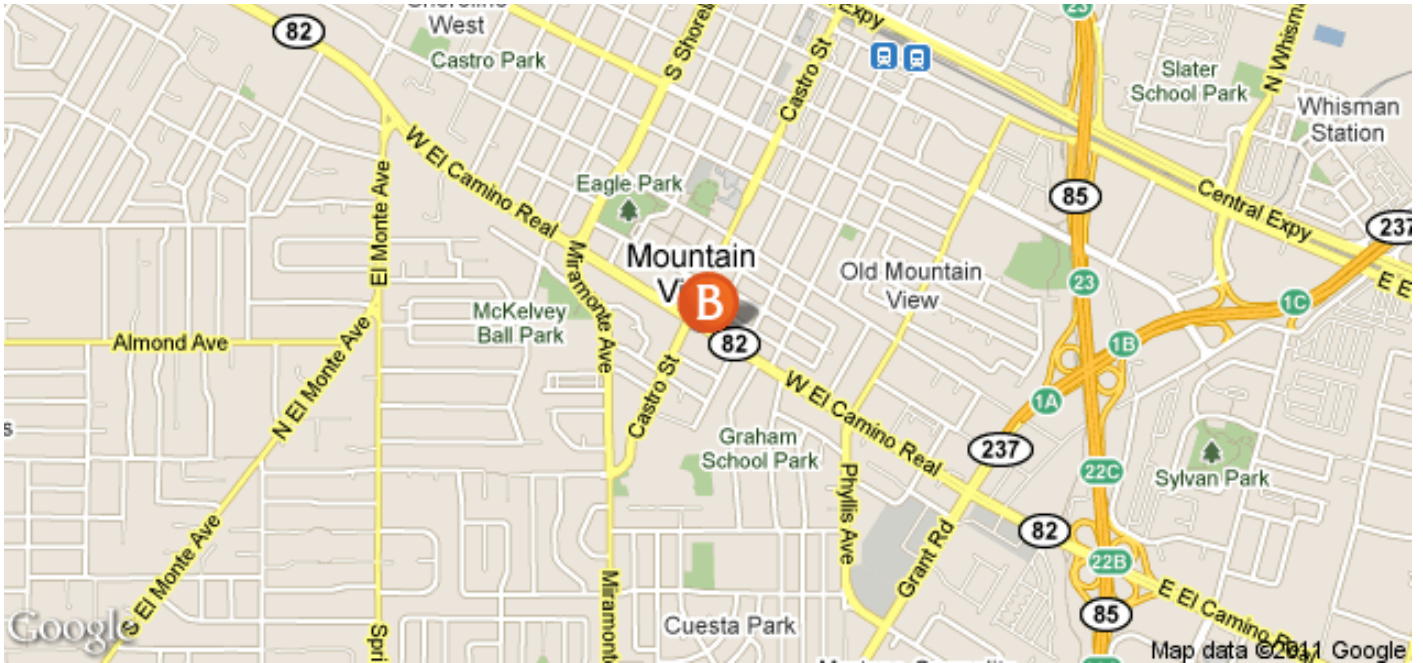 Shoreline
West
82
Castro Park
Castro St
Expy
23
N Whisma
Slater
School Park
Whisman
Station
S Shorel
El Monte Ave
W El Camino Real
Eagle Park
85
Central Expy
237
Mountain
B
Miramonte Ave
Old Mountain
View
23
E E
1C
McKelvey
Ball Park
Almond Ave
N El Monte Ave
82
1B
Castro St
W El Camino Real
1A
Graham
School Park
237
22C
Sylvan Park
s
Phyllis Ave
S El Monte Ave
Grant Rd
82
22B
Miramonte
Spri
Cuesta Park
85
E El Camino
Google
Map data ©2011 Google